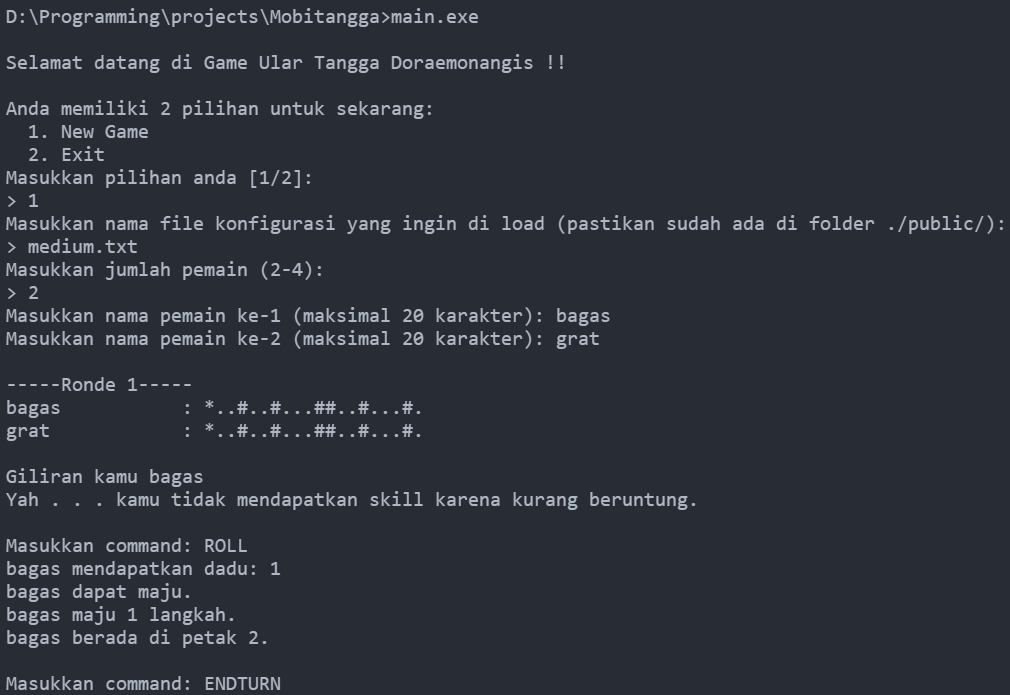 D:\Programming\projects\Mobitangga>main.exe
Selamat datang di Game Ular Tangga Doraemonangis !!
Anda memiliki 2 pilihan untuk sekarang:
  1. New Game
  2. Exit
Masukkan pilihan anda [1/2]:
> 1
Masukkan nama file konfigurasi yang ingin di load (pastikan sudah ada di folder ./public/):
> medium.txt
Masukkan jumlah pemain (2-4):
> 2
Masukkan nama pemain ke-1 (maksimal 20 karakter): bagas
Masukkan nama pemain ke-2 (maksimal 20 karakter): grat
-----Ronde 1-----
bagas           : *..#..#...##..#...#.
grat            : *..#..#...##..#...#.
Giliran kamu bagas
Yah . . . kamu tidak mendapatkan skill karena kurang beruntung.
Masukkan command: ROLL
bagas mendapatkan dadu: 1
bagas dapat maju.
bagas maju 1 langkah.
bagas berada di petak 2.
Masukkan command: ENDTURN